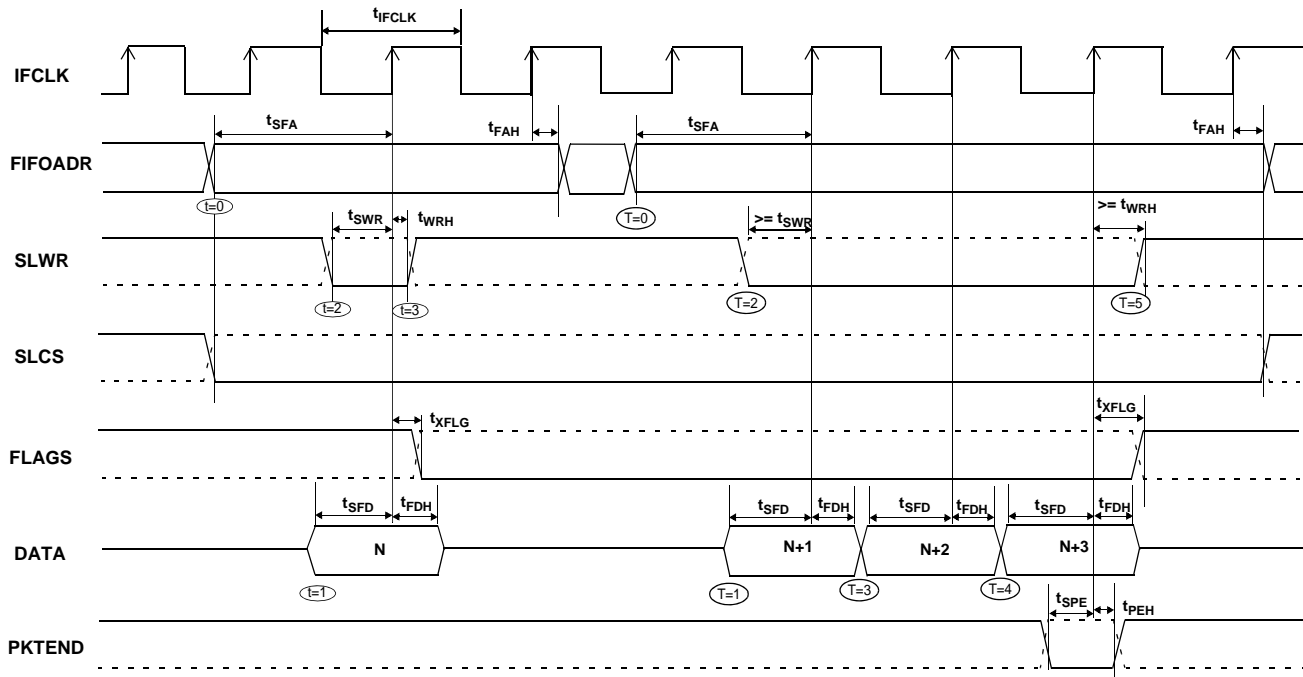 tIFCLK
IFCLK
tSFA
tFAH
tSFA
tFAH
FIFOADR
t=0
T=0
tSWR
tWRH
>= tSWR
>= tWRH
SLWR
t=2
t=3
T=2
T=5
SLCS
tXFLG
tXFLG
FLAGS
tSFD
tFDH
tSFD
tFDH
tSFD
tFDH
tSFD
tFDH
DATA
N
N+1
N+2
N+3
t=1
T=1
T=3
T=4
tSPE
tPEH
PKTEND